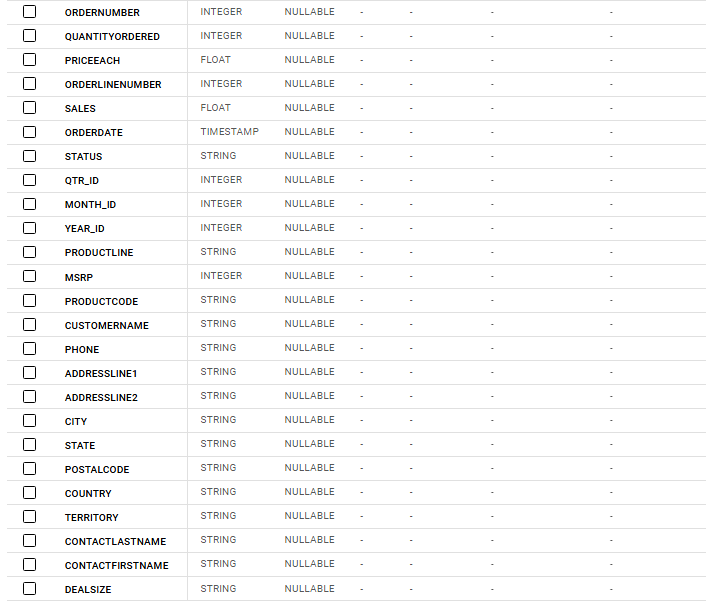 ORDERNUMBER INTEGER NULLABLE - - - -
QUANTITYORDERED INTEGER NULLABLE - - - -
PRICEEACH FLOAT NULLABLE - - - -
ORDERLINENUMBER INTEGER NULLABLE - - - -
SALES FLOAT NULLABLE - - - -
ORDERDATE TIMESTAMP NULLABLE - - - -
STATUS STRING NULLABLE - - - -
QTR_ID INTEGER NULLABLE - - - -
MONTH_ID INTEGER NULLABLE - - - -
YEAR_ID INTEGER NULLABLE - - - -
PRODUCTLINE STRING NULLABLE - - - -
MSRP INTEGER NULLABLE - - - -
PRODUCTCODE STRING NULLABLE - - - -
CUSTOMERNAME STRING NULLABLE - - - -
PHONE STRING NULLABLE - - - -
ADDRESSLINE1 STRING NULLABLE - - - -
ADDRESSLINE2 STRING NULLABLE - - - -
CITY STRING NULLABLE - - - -
STATE STRING NULLABLE - - - -
POSTALCODE STRING NULLABLE - - - -
COUNTRY STRING NULLABLE - - - -
TERRITORY STRING NULLABLE - - - -
CONTACTLASTNAME STRING NULLABLE - - - -
CONTACTFIRSTNAME STRING NULLABLE - - - -
DEALSIZE STRING NULLABLE - - - -